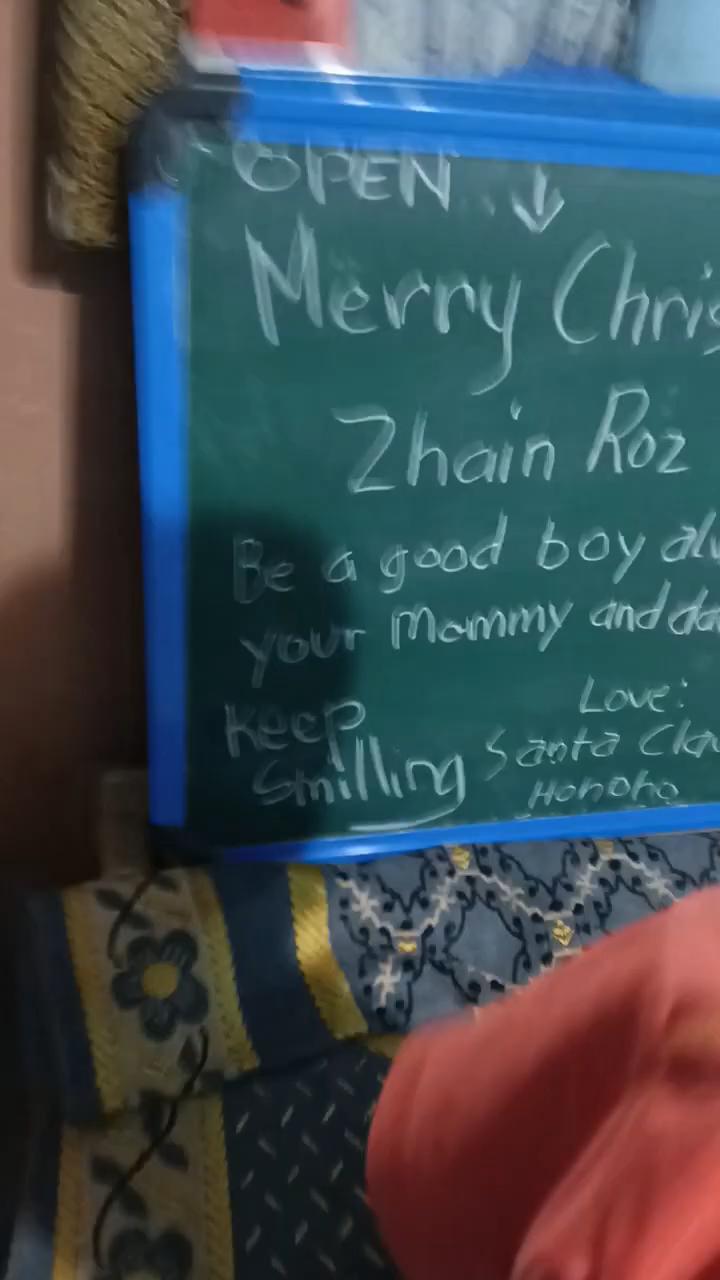 OPEN.. ↓
Merry Chris
Zhain Roz
Be a good boy al
your Mommy and da
Keep
Smilling
Love:
Santa Cla
Hohoho